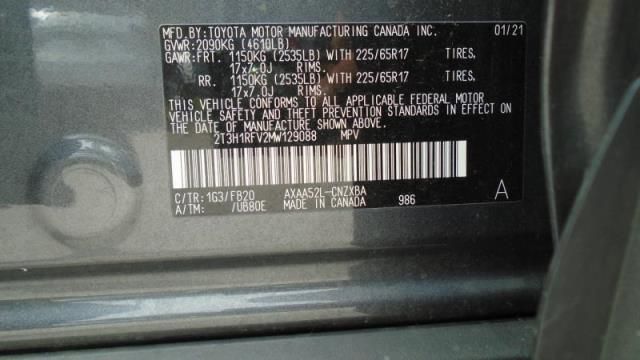 MFD.BY:TOYOTA MOTOR MANUFACTURING CANADA INC. 01/21
GVWR:2090KG (4610LB)
GAWR:FRT. 1150KG (2535LB) WITH 225/65R17 TIRES,
17x7.0J RIMS,
RR. 1150KG (2535LB) WITH 225/65R17 TIRES,
17x7.0J RIMS,
THIS VEHICLE CONFORMS TO ALL APPLICABLE FEDERAL MOTOR
VEHICLE SAFETY AND THEFT PREVENTION STANDARDS IN EFFECT ON
THE DATE OF MANUFACTURE SHOWN ABOVE.
2T3H1RFV2MW129088 MPV
C/TR:1G3/FB20 AXAA52L-CNZXBA
A/TM: /UB80E MADE IN CANADA 986 A